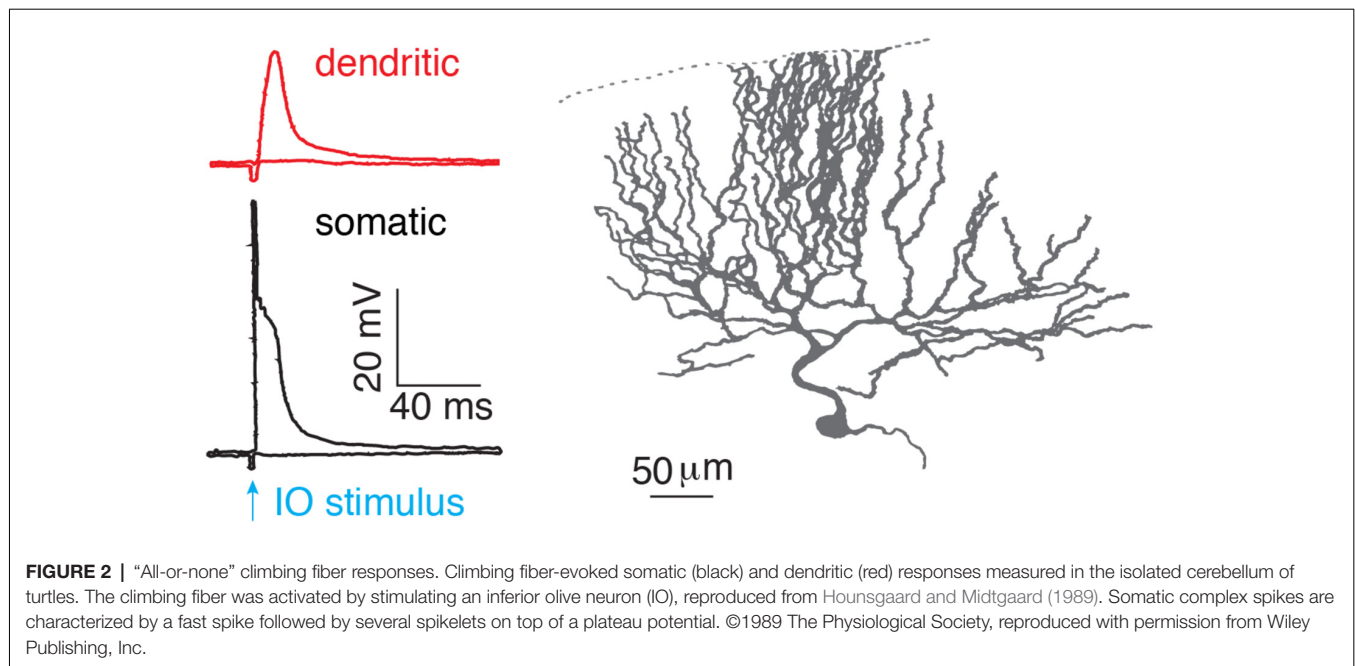 dendritic
somatic
20 mV
40 ms
↑ IO stimulus
50 μm
FIGURE 2 | “All-or-none” climbing fiber responses. Climbing fiber-evoked somatic (black) and dendritic (red) responses measured in the isolated cerebellum of
turtles. The climbing fiber was activated by stimulating an inferior olive neuron (IO), reproduced from Hounsgaard and Midtgaard (1989). Somatic complex spikes are
characterized by a fast spike followed by several spikelets on top of a plateau potential. ©1989 The Physiological Society, reproduced with permission from Wiley
Publishing, Inc.